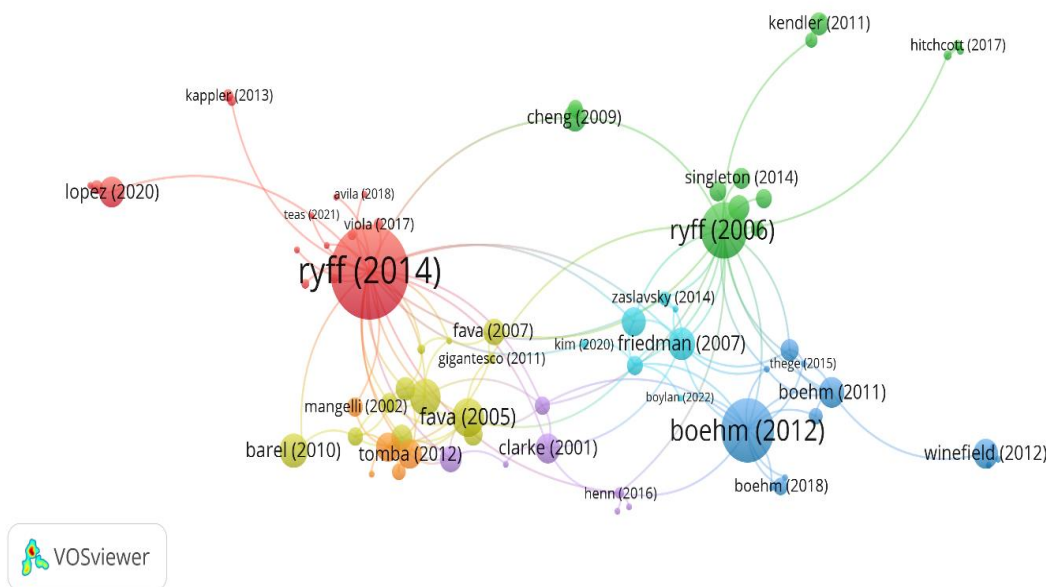 kendler (2011)
hitchcott (2017)
kappler (2013)
cheng (2009)
lopez (2020)
avila (2018)
singleton (2014)
teas (2021)
viola (2017)
ryff (2006)
ryff (2014)
zaslavsky (2014)
fava (2007)
kim (2020)
friedman (2007)
gigantesco (2011)
thege (2015)
boehm (2011)
boylan (2022)
mangelli (2002)
fava (2005)
boehm (2012)
barel (2010)
tomba (2012)
clarke (2001)
winefield (2012)
henn (2016)
boehm (2018)
VOSviewer